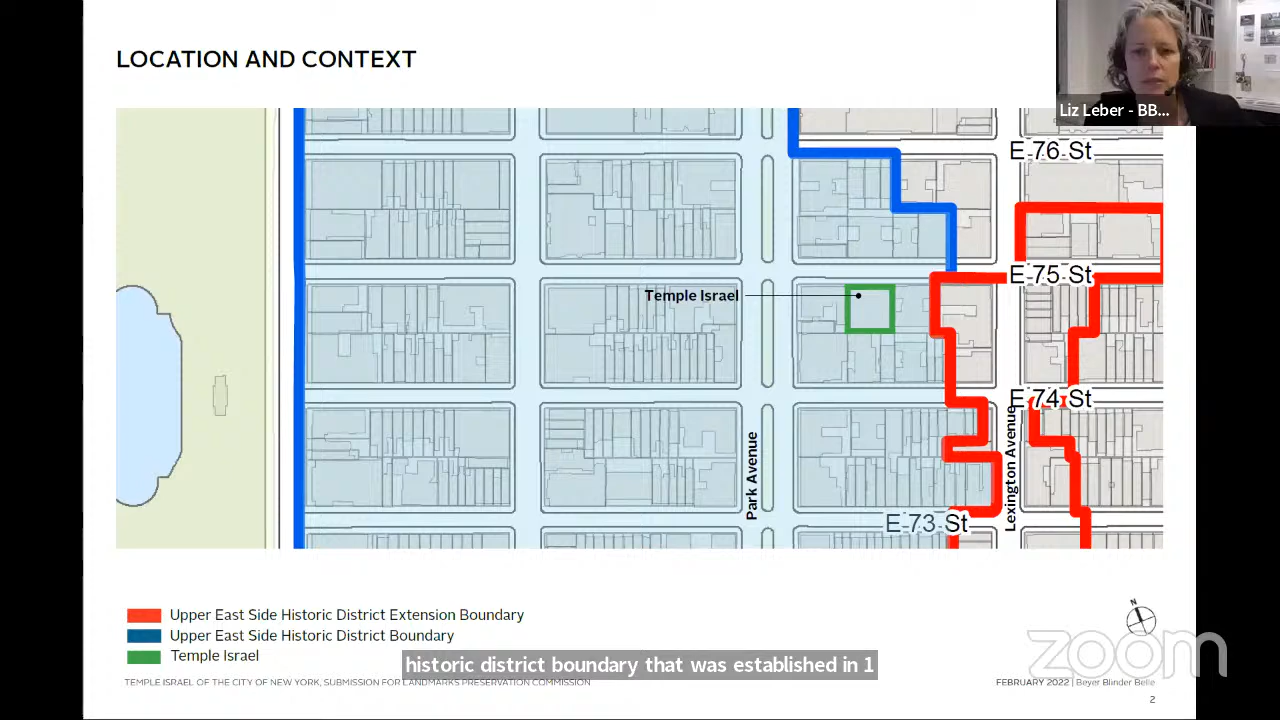 LOCATION AND CONTEXT
Liz Leber - BB...
E 76 St
E 75 St
Temple Israel
E 74 St
Park Avenue
Lexington Avenue
E 73 St
Upper East Side Historic District Extension Boundary
Upper East Side Historic District Boundary
Temple Israel
N
zoom
historic district boundary that was established in 1
TEMPLE ISRAEL OF THE CITY OF NEW YORK, SUBMISSION FOR LANDMARKS PRESERVATION COMMISSION
FEBRUARY 2022 | Beyer Blinder Belle
2